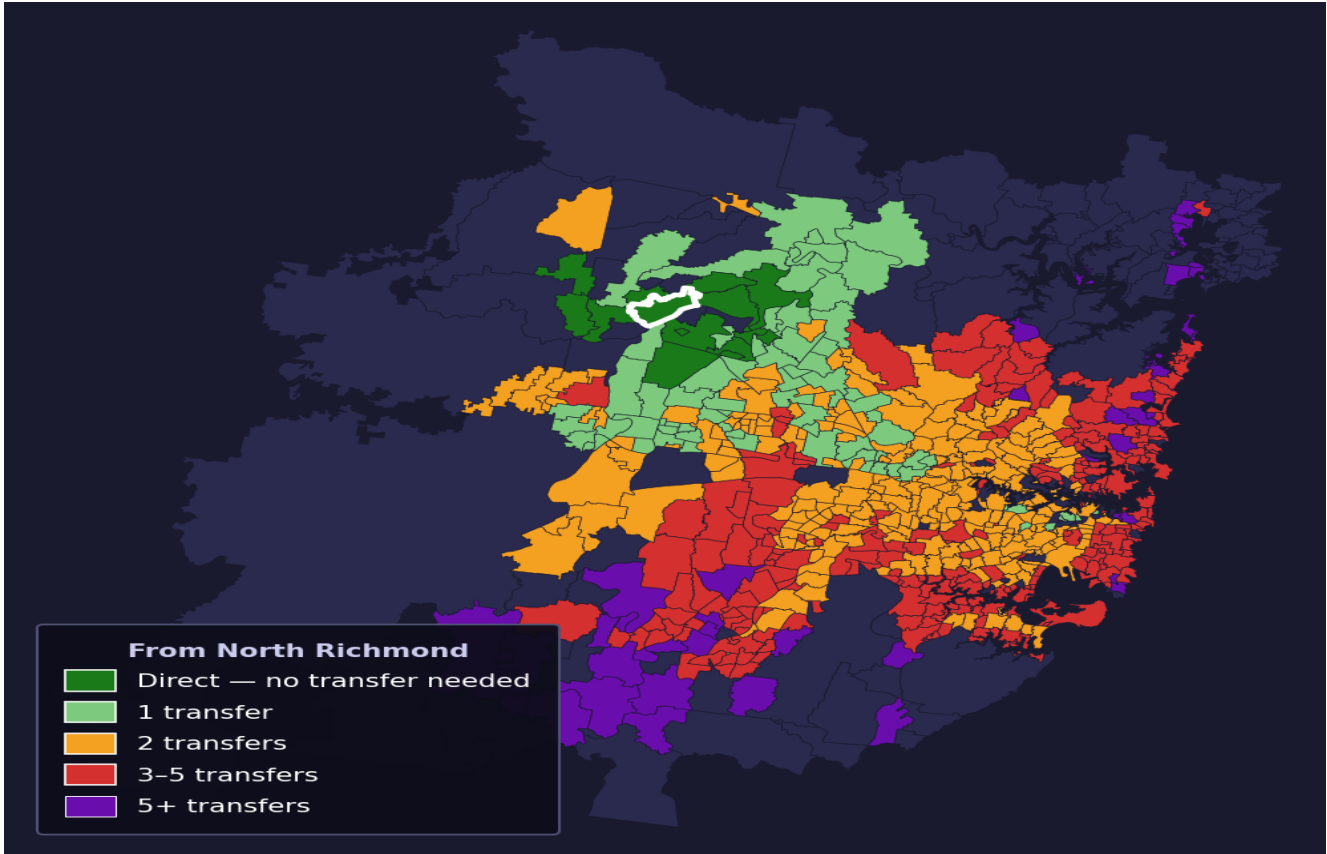 From North Richmond
Direct — no transfer needed
1 transfer
2 transfers
3–5 transfers
5+ transfers